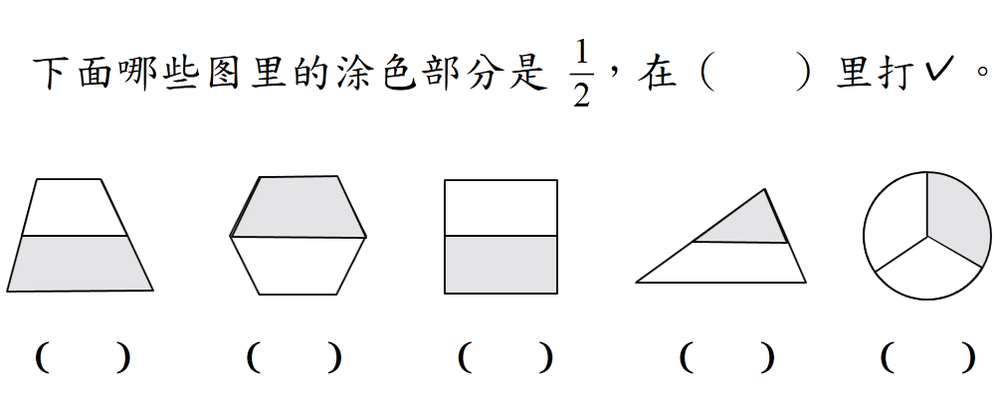 下面哪些图里的涂色部分是 1/2，在（　　）里打✓。
（　　） （　　） （　　） （　　） （　　）